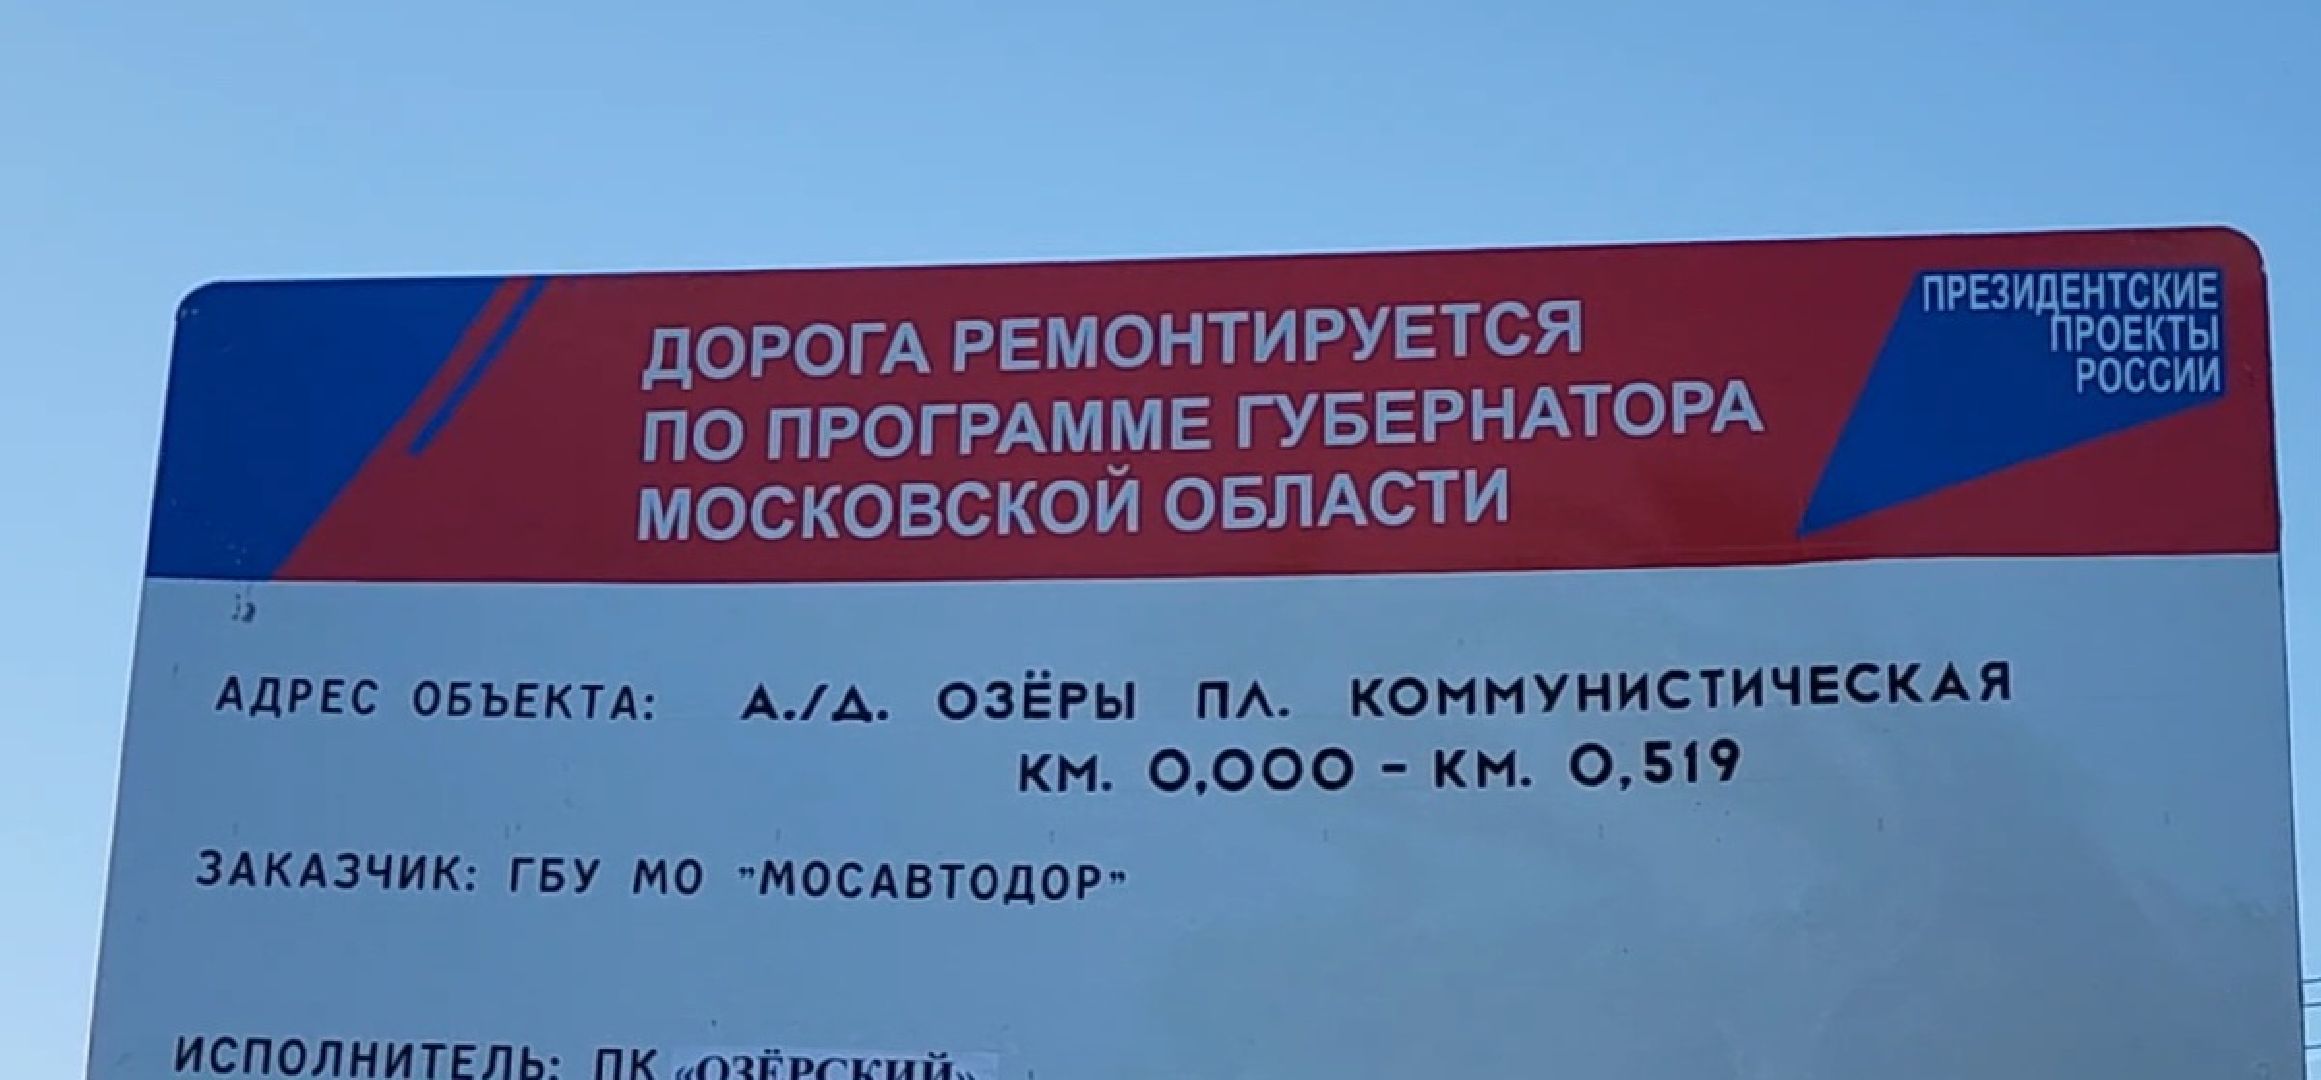 ДОРОГА РЕМОНТИРУЕТСЯ
ПО ПРОГРАММЕ ГУБЕРНАТОРА
МОСКОВСКОЙ ОБЛАСТИ
ПРЕЗИДЕНТСКИЕ
ПРОЕКТЫ
РОССИИ
АДРЕС ОБЪЕКТА: А./Д. ОЗЁРЫ ПЛ. КОММУНИСТИЧЕСКАЯ
КМ. 0,000 - КМ. 0,519
ЗАКАЗЧИК: ГБУ МО "МОСАВТОДОР"
ИСПОЛНИТЕЛЬ: ПК «ОЗЁРСКИЙ»